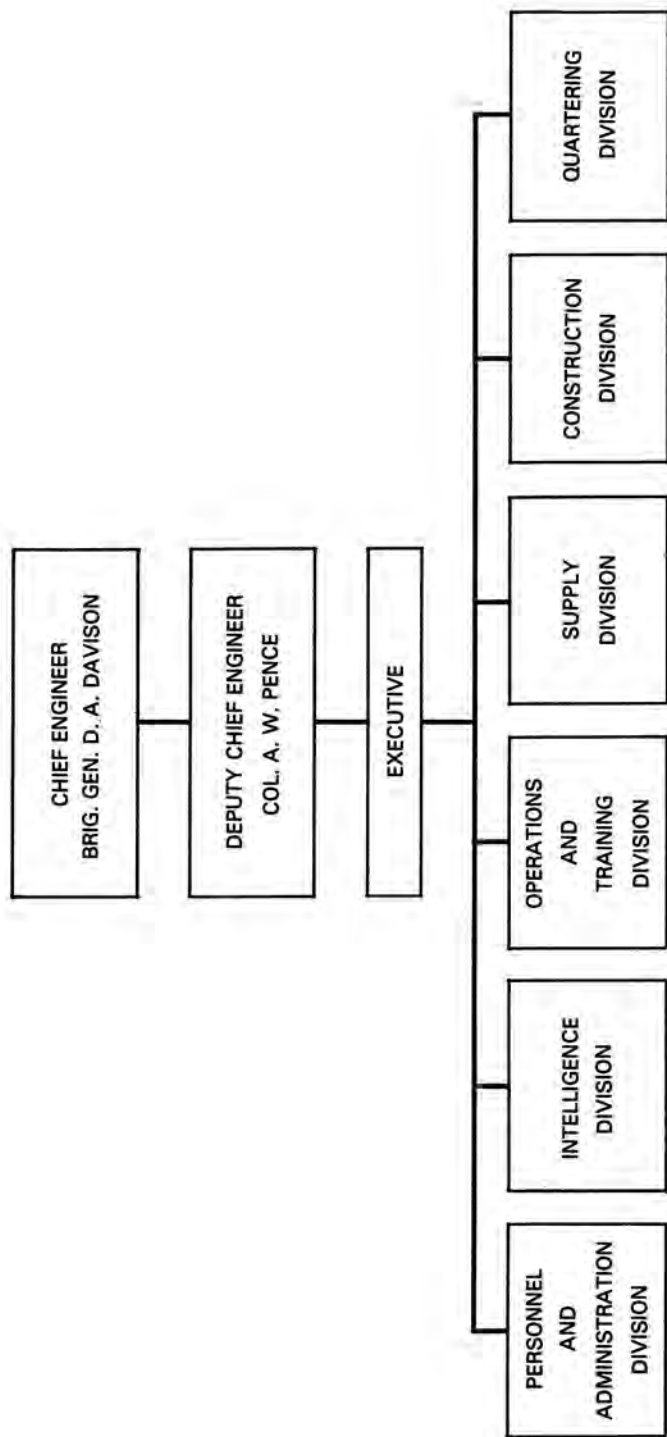 CHIEF ENGINEER
BRIG. GEN. D. A. DAVISON
DEPUTY CHIEF ENGINEER
COL. A. W. PENCE
EXECUTIVE
PERSONNEL
AND
ADMINISTRATION
DIVISION
INTELLIGENCE
DIVISION
OPERATIONS
AND
TRAINING
DIVISION
SUPPLY
DIVISION
CONSTRUCTION
DIVISION
QUARTERING
DIVISION